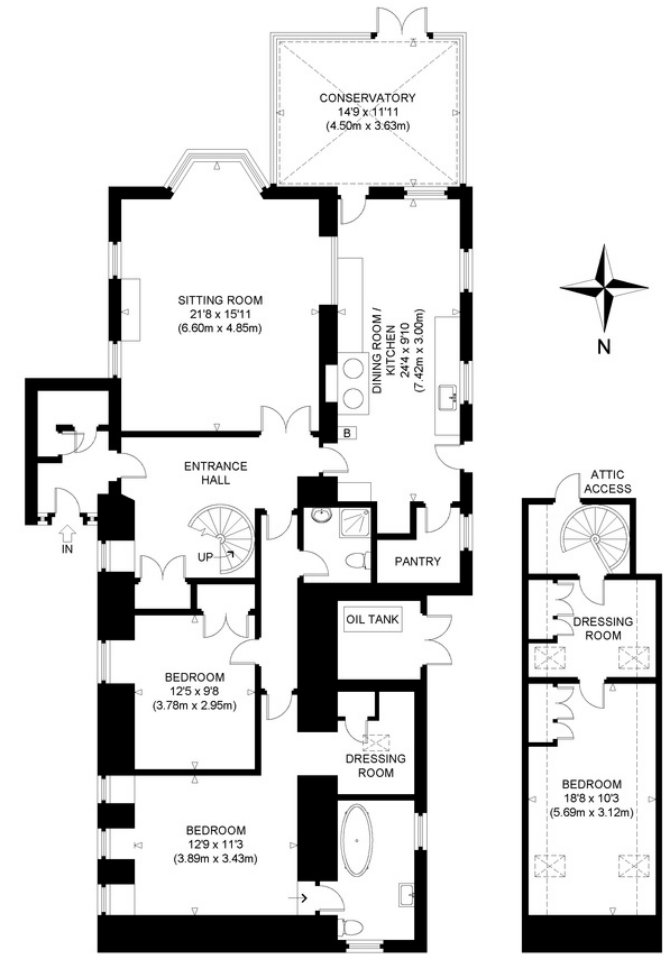 CONSERVATORY
14'9 x 11'11
(4.50m x 3.63m)
SITTING ROOM
21'8 x 15'11
(6.60m x 4.85m)
DINING ROOM /
KITCHEN
24'4 x 9'10
(7.42m x 3.00m)
N
B
ENTRANCE
HALL
IN
UP
PANTRY
ATTIC
ACCESS
OIL TANK
DRESSING
ROOM
BEDROOM
12'5 x 9'8
(3.78m x 2.95m)
DRESSING
ROOM
BEDROOM
18'8 x 10'3
(5.69m x 3.12m)
BEDROOM
12'9 x 11'3
(3.89m x 3.43m)